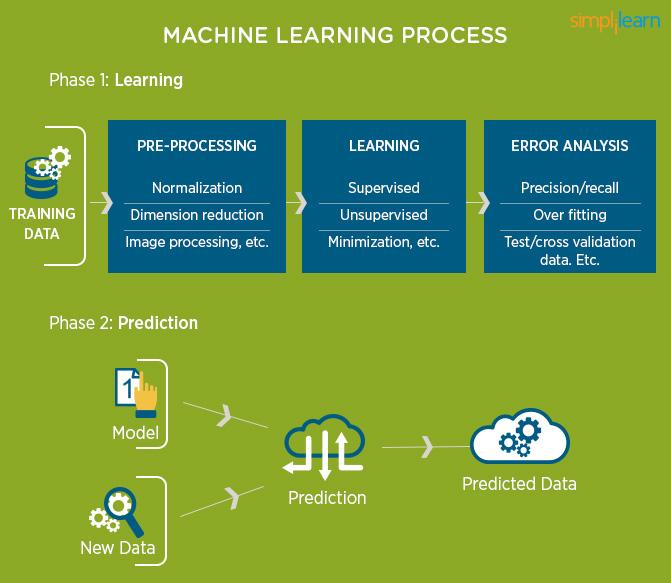 simplilearn
MACHINE LEARNING PROCESS
Phase 1: Learning
TRAINING
DATA
PRE-PROCESSING
Normalization
Dimension reduction
Image processing, etc.
LEARNING
Supervised
Unsupervised
Minimization, etc.
ERROR ANALYSIS
Precision/recall
Over fitting
Test/cross validation
data. Etc.
Phase 2: Prediction
1
Model
New Data
Prediction
Predicted Data